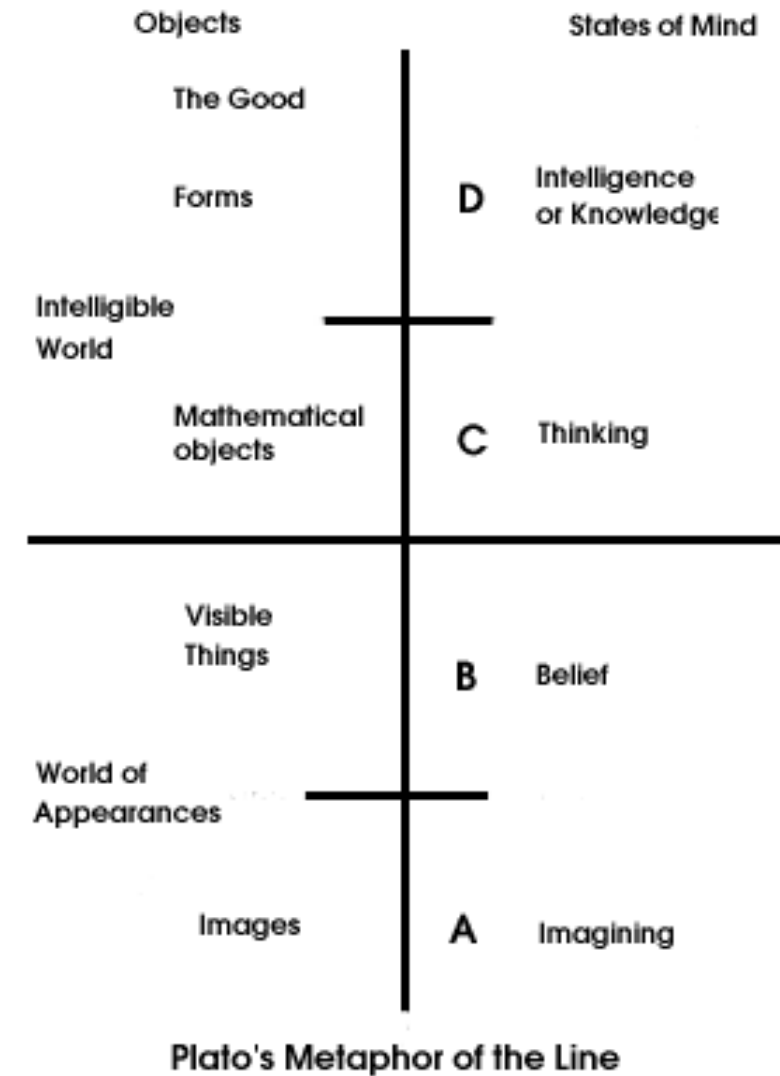 Objects
States of Mind
The Good
Forms
D
Intelligence
or Knowledge
Intelligible
World
Mathematical
objects
C
Thinking
Visible
Things
B
Belief
World of
Appearances
Images
A
Imagining
Plato's Metaphor of the Line